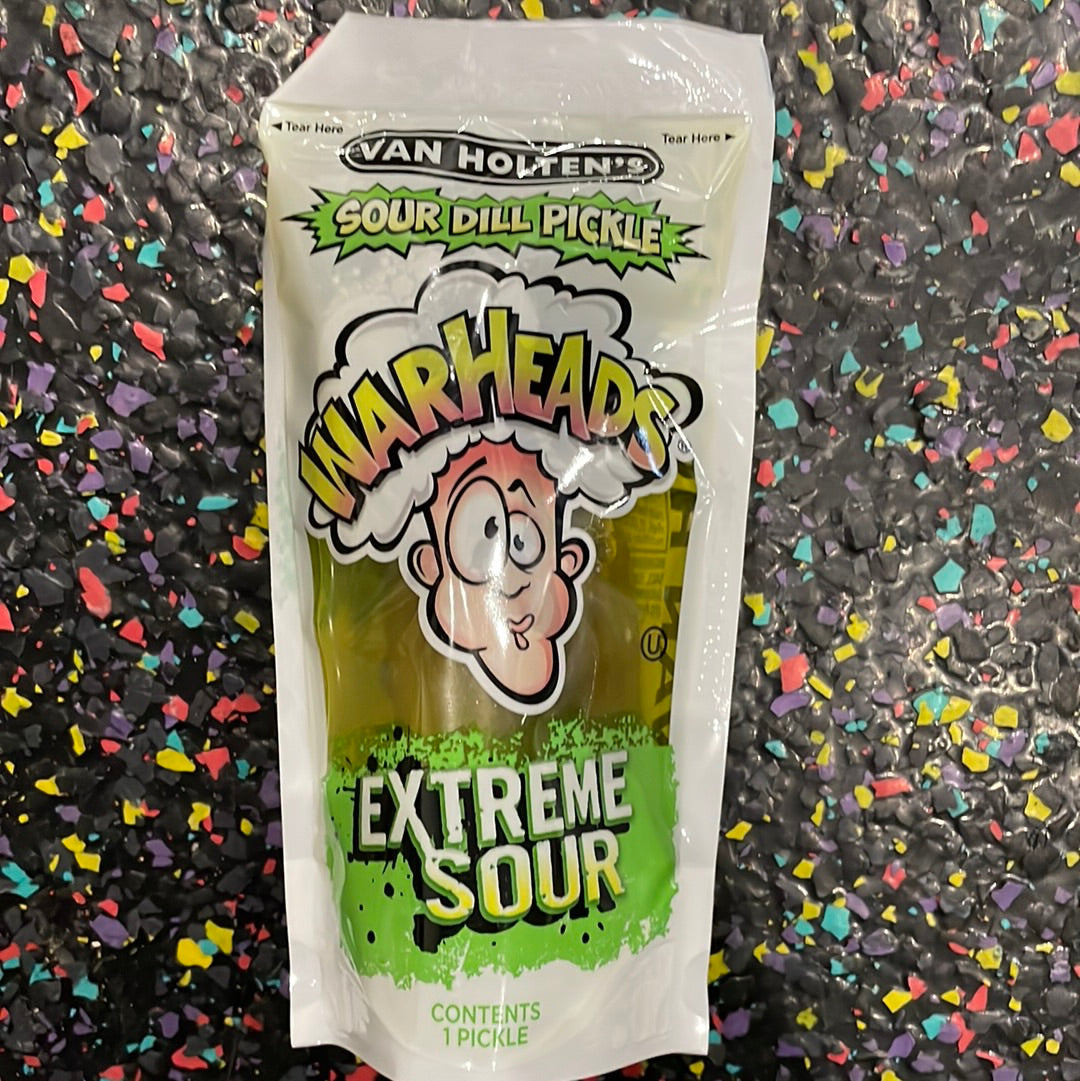 ◄ Tear Here
Tear Here ►
VAN HOLTEN'S
SOUR DILL PICKLE
WARHEADS®
U
EXTREME
SOUR
CONTENTS
1 PICKLE